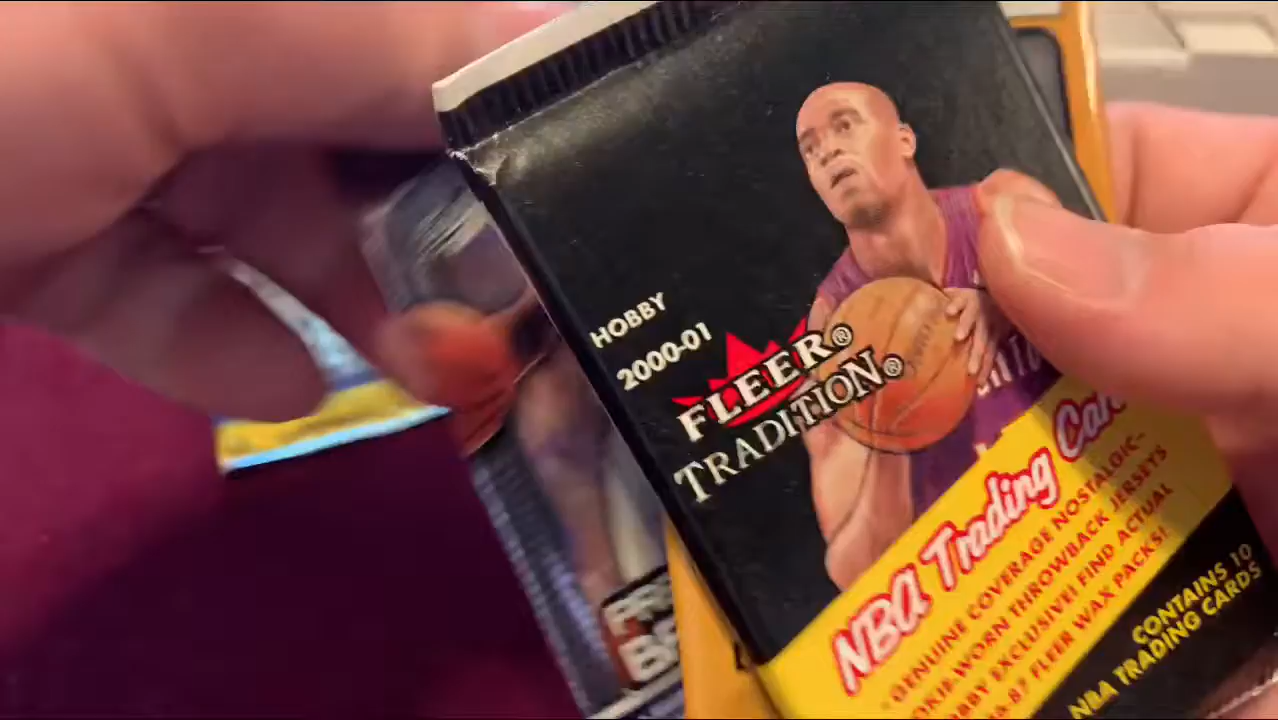 HOBBY
2000-01
FLEER®
TRADITION®
NBA Trading
GENUINE COVERAGE NOSTALGIC-
WORN THROWBACK JERSEYS
EXCLUSIVE! FIND ACTUAL
FLEER WAX PACKS!
CONTAINS 10
NBA TRADING CARDS